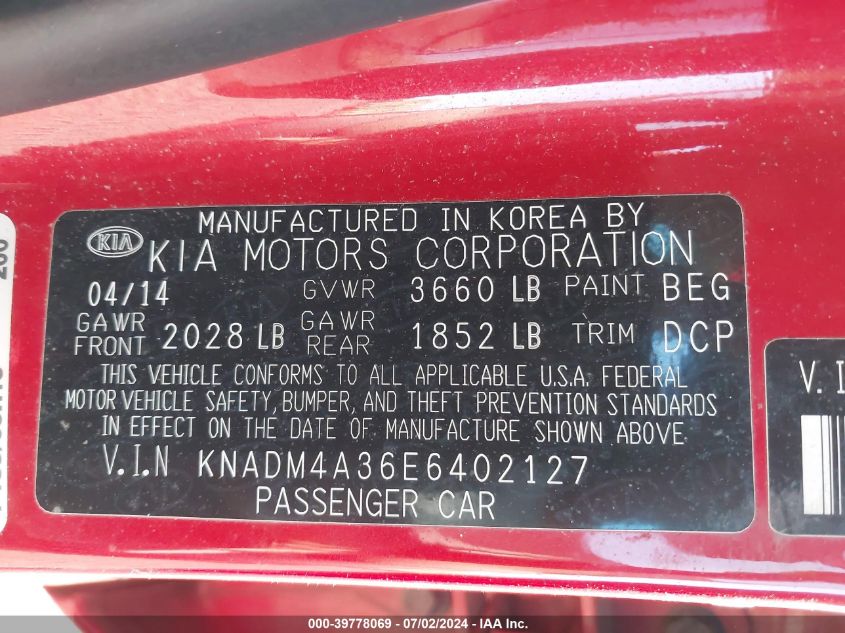 MANUFACTURED IN KOREA BY
KIA KIA MOTORS CORPORATION
04/14 GVWR 3660 LB PAINT BEG
GAWR FRONT 2028 LB GAWR REAR 1852 LB TRIM DCP
THIS VEHICLE CONFORMS TO ALL APPLICABLE U.S.A. FEDERAL
MOTOR VEHICLE SAFETY, BUMPER, AND THEFT PREVENTION STANDARDS
IN EFFECT ON THE DATE OF MANUFACTURE SHOWN ABOVE
V.I.N KNADM4A36E6402127
PASSENGER CAR
V. I
200
000-39778069 - 07/02/2024 - IAA Inc.